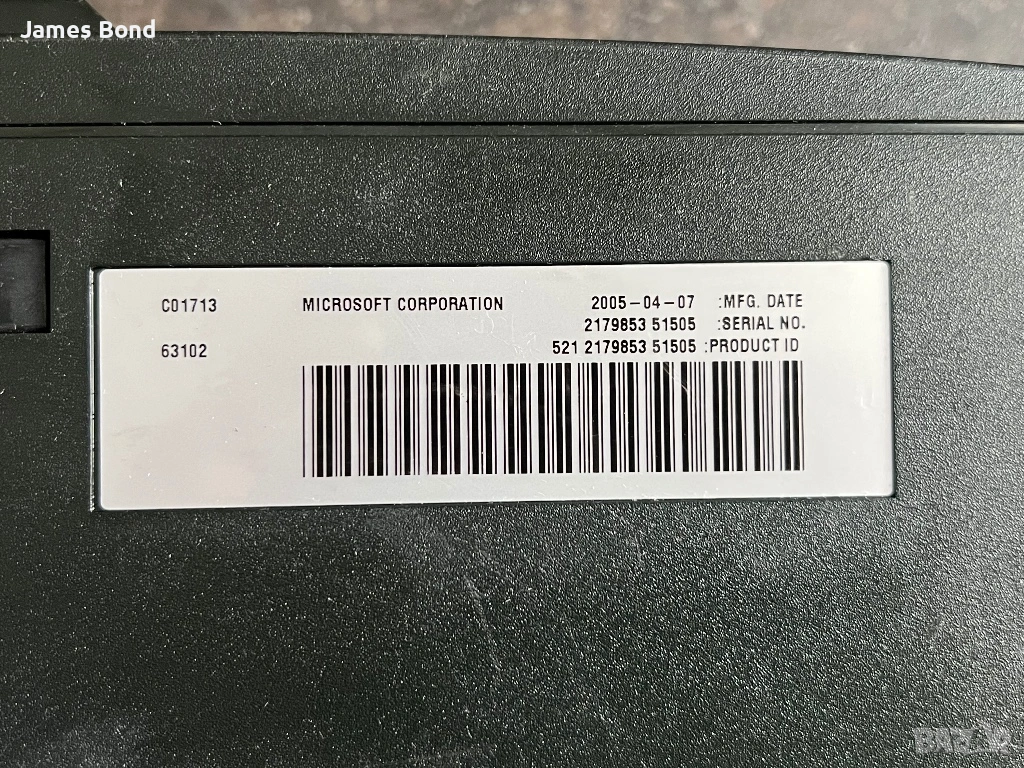 James Bond
C01713 MICROSOFT CORPORATION 2005-04-07 :MFG. DATE
2179853 51505 :SERIAL NO.
63102 521 2179853 51505 :PRODUCT ID